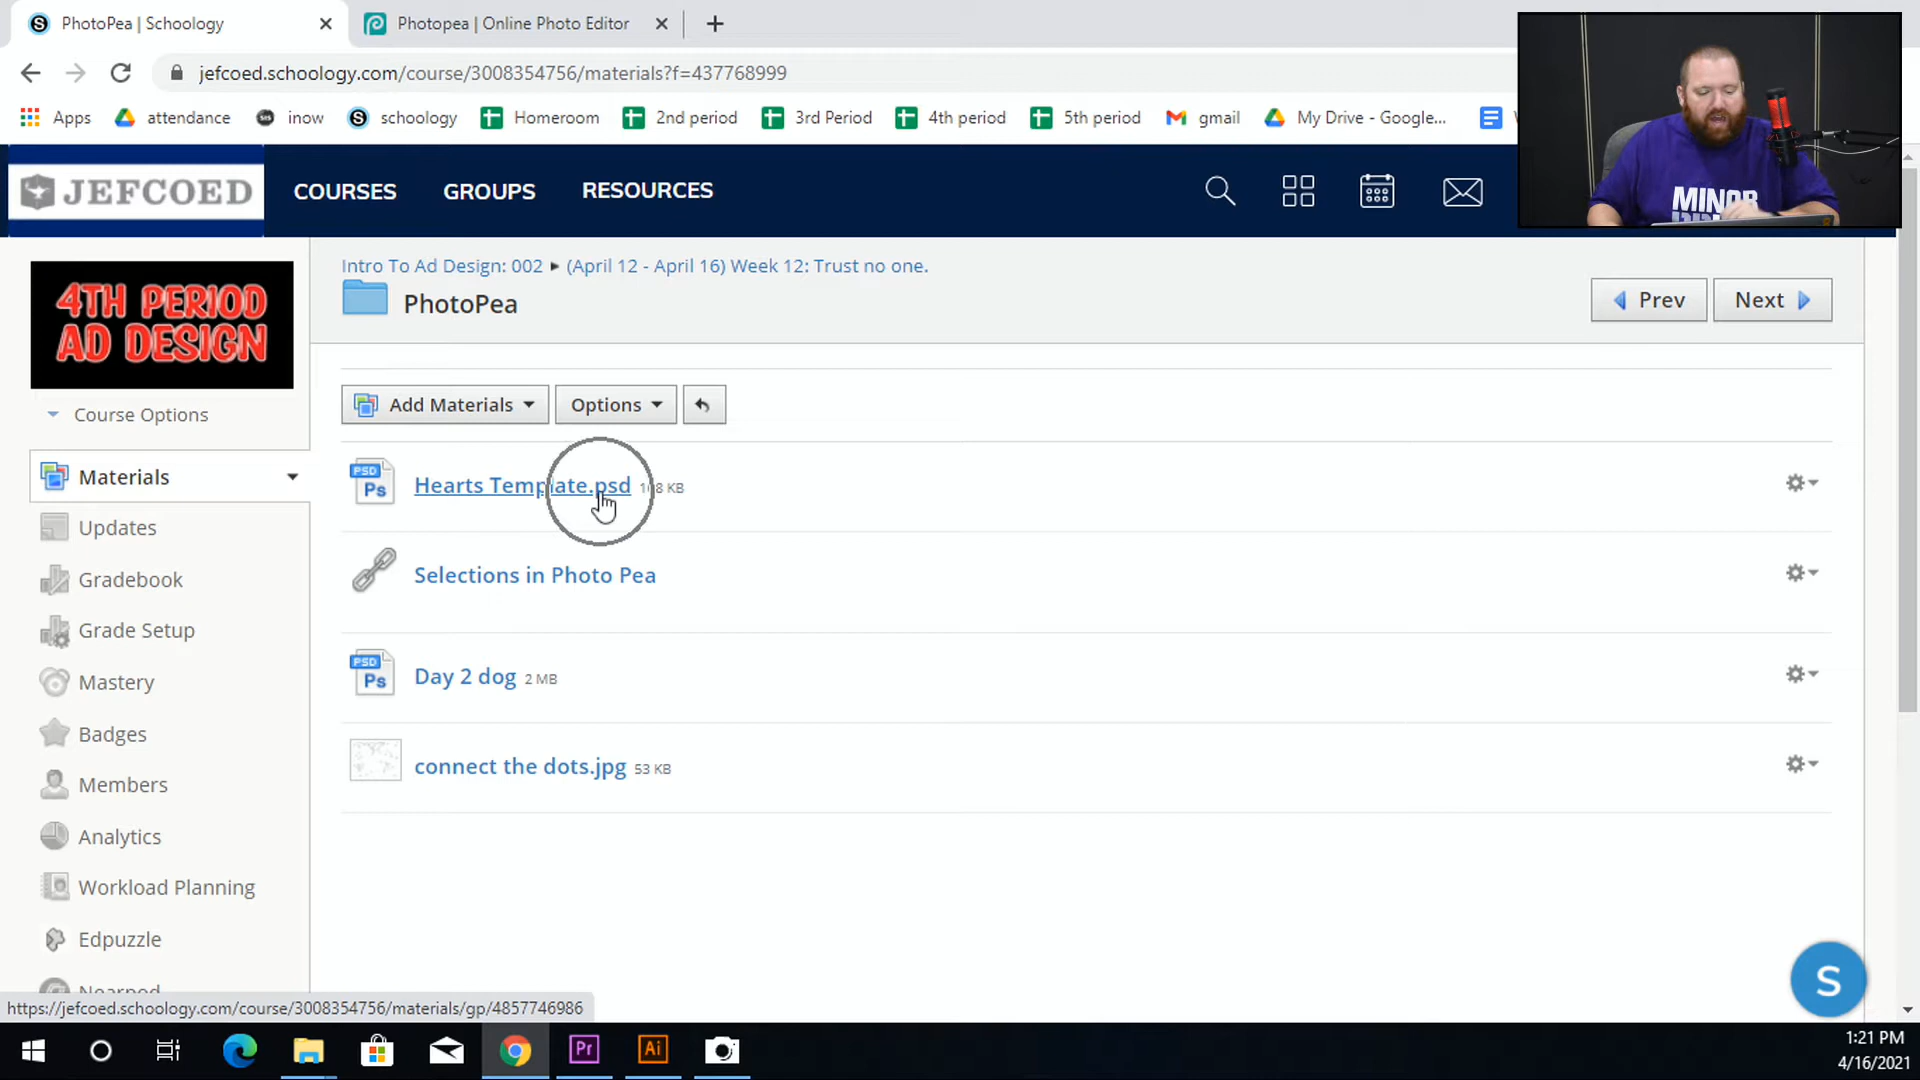 PhotoPea | Schoology
Photopea | Online Photo Editor
jefcoed.schoology.com/course/3008354756/materials?f=437768999
Apps
attendance
inow
schoology
Homeroom
2nd period
3rd Period
4th period
5th period
gmail
My Drive - Google...
JEFCOED
COURSES
GROUPS
RESOURCES
MINOR
4TH PERIOD
AD DESIGN
Intro To Ad Design: 002 ▸ (April 12 - April 16) Week 12: Trust no one.
PhotoPea
Prev
Next
Course Options
Add Materials
Options
Materials
PSD
Ps
Hearts Template.psd
Updates
Selections in Photo Pea
Gradebook
Grade Setup
PSD
Ps
Day 2 dog 2 MB
Mastery
Badges
connect the dots.jpg 53 KB
Members
Analytics
Workload Planning
Edpuzzle
Nearpod
S
https://jefcoed.schoology.com/course/3008354756/materials/gp/4857746986
Pr
Ai
1:21 PM
4/16/2021